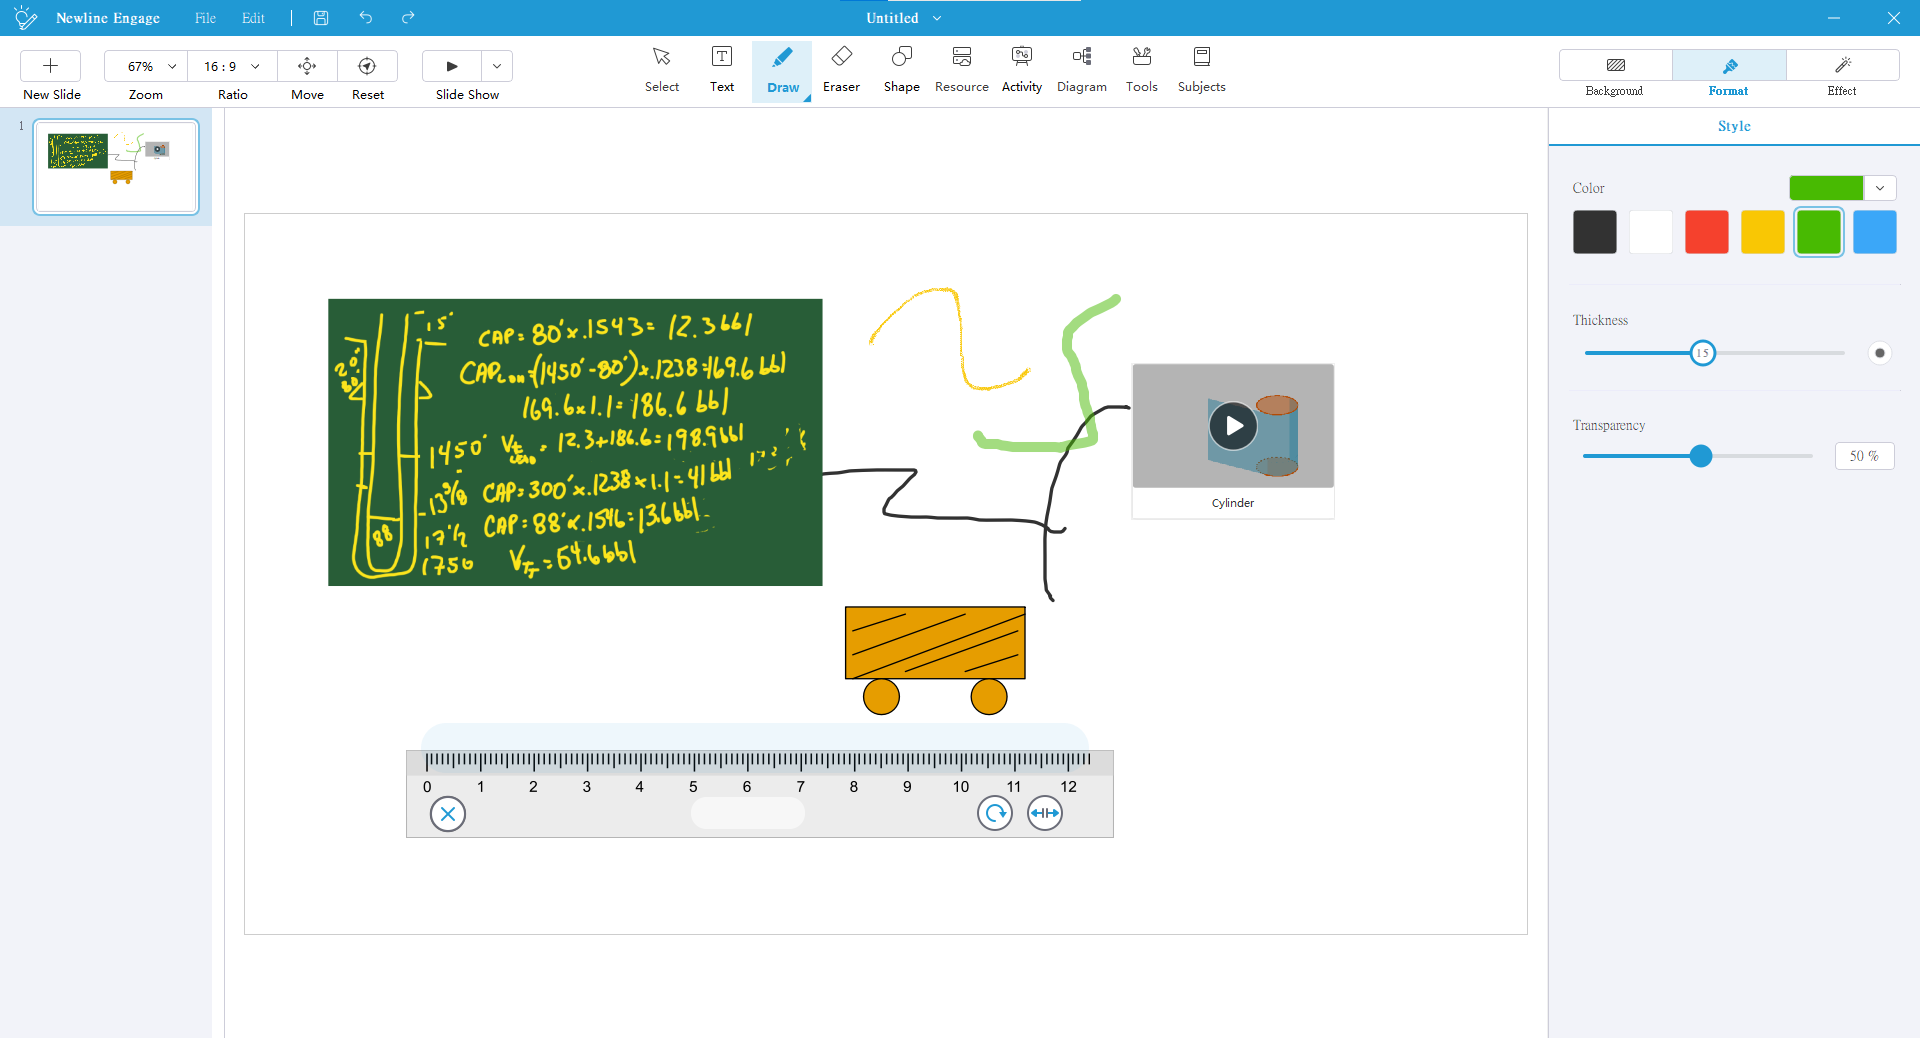 Newline Engage File Edit Untitled
67% 16 : 9
New Slide Zoom Ratio Move Reset Slide Show Select Text Draw Eraser Shape Resource Activity Diagram Tools Subjects Background Format Effect
1
Style
Color
Thickness
15
Transparency
50 %
15'
CAP = 80' x .1543 = 12.3 bbl
20"
80'
(1450' - 80') x .1238 = 169.6 bbl
169.6 x 1.1 = 186.6 bbl
1450'
= 12.3 + 186.6 = 198.9 bbl
13 3/8
CAP = 300' x .1238 x 1.1 = 41 bbl
CAP = 88' x .1546 = 13.6 bbl
88
17 1/2
1750
= 54.6 bbl
Cylinder
0 1 2 3 4 5 6 7 8 9 10 11 12